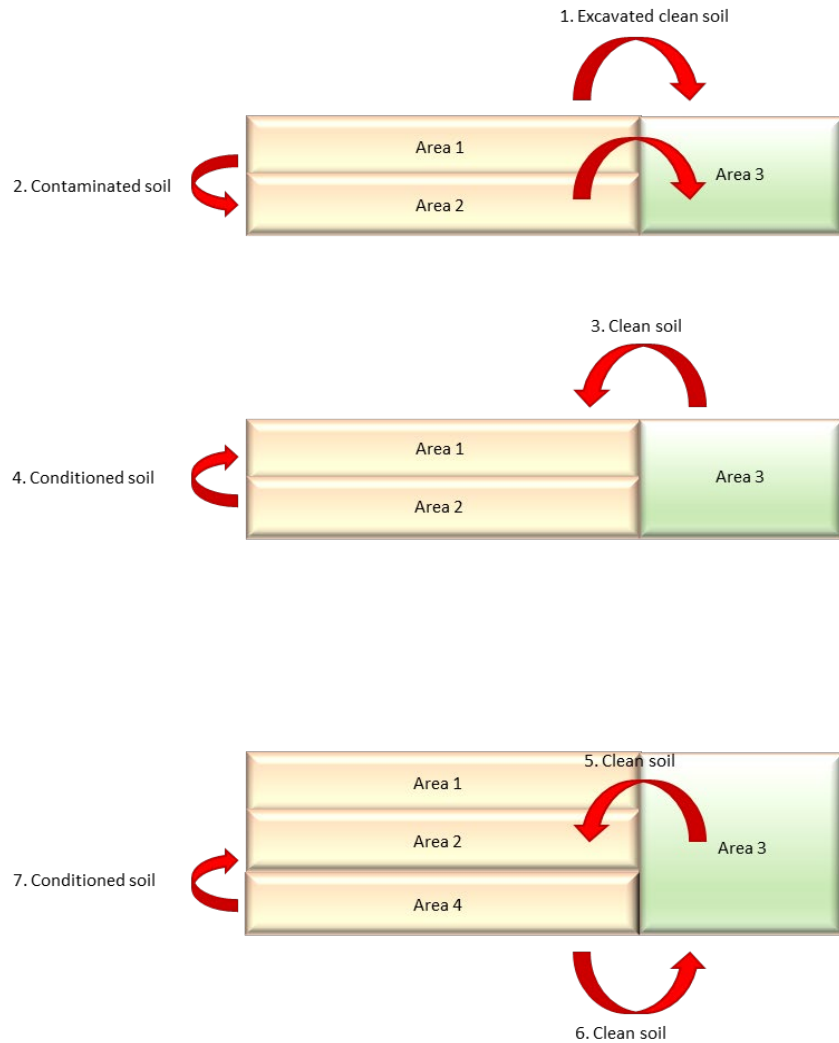 1. Excavated clean soil
Area 1
Area 3
2. Contaminated soil
Area 2
3. Clean soil
Area 1
4. Conditioned soil
Area 3
Area 2
5. Clean soil
Area 1
Area 2
Area 3
7. Conditioned soil
Area 4
6. Clean soil